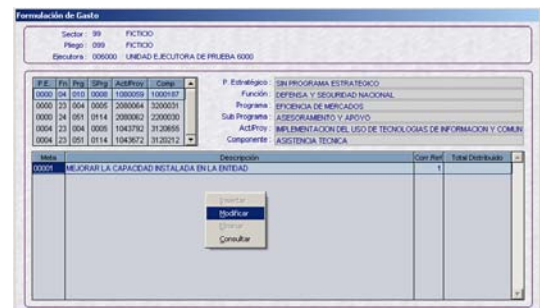 Formulación de Gasto
Sector : 99 FICTICIO
Pliego : 099 FICTICIO
Ejecutora : 006000 UNIDAD EJECUTORA DE PRUEBA 6000
P.E. Fn Prg SPrg Act/Proy Comp
0000 04 010 0008 1000059 1000187
0000 23 004 0005 2080064 3200031
0000 24 051 0114 2080062 2200030
0004 23 004 0005 1043792 3120655
0004 23 051 0114 1043672 3120212
P. Estratégico : SIN PROGRAMA ESTRATEGICO
Función : DEFENSA Y SEGURIDAD NACIONAL
Programa : EFICIENCIA DE MERCADOS
Sub Programa : ASESORAMIENTO Y APOYO
Act/Proy : IMPLEMENTACION DEL USO DE TECNOLOGIAS DE INFORMACION Y COMUN
Componente : ASISTENCIA TECNICA
Meta Descripción Corr.Ref Total Distribuido
00001 MEJORAR LA CAPACIDAD INSTALADA EN LA ENTIDAD 1
Insertar
Modificar
Eliminar
Consultar